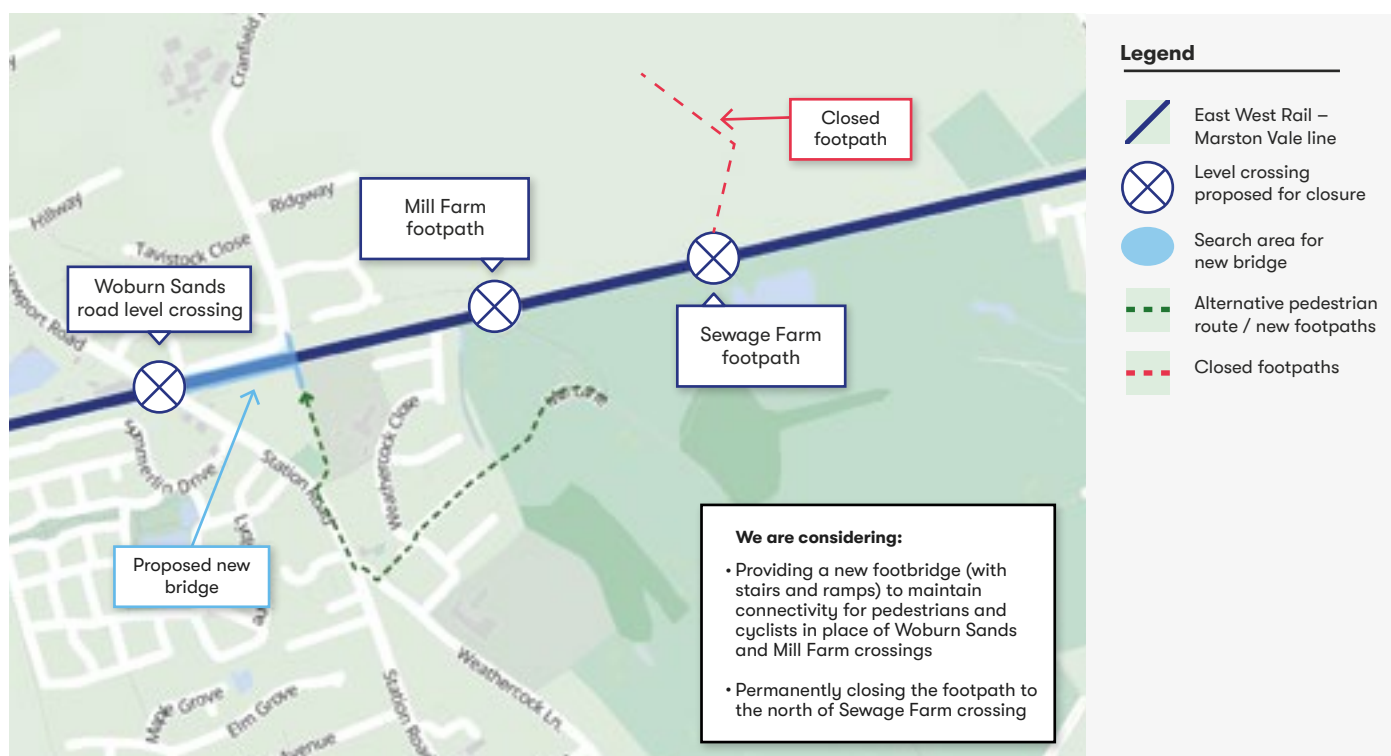 Cranfield
Hillway
Ridgway
Tavistock Close
Newport Road
Woburn Sands
road level crossing
Mill Farm
footpath
Closed
footpath
Sewage Farm
footpath
Station Road
Weathercock Close
Proposed new
bridge
Weathercock Ln.
Station Road
Maple Grove
Elm Grove
Avenue
We are considering:
• Providing a new footbridge (with
stairs and ramps) to maintain
connectivity for pedestrians and
cyclists in place of Woburn Sands
and Mill Farm crossings
• Permanently closing the footpath to
the north of Sewage Farm crossing
Legend
East West Rail –
Marston Vale line
Level crossing
proposed for closure
Search area for
new bridge
Alternative pedestrian
route / new footpaths
Closed footpaths